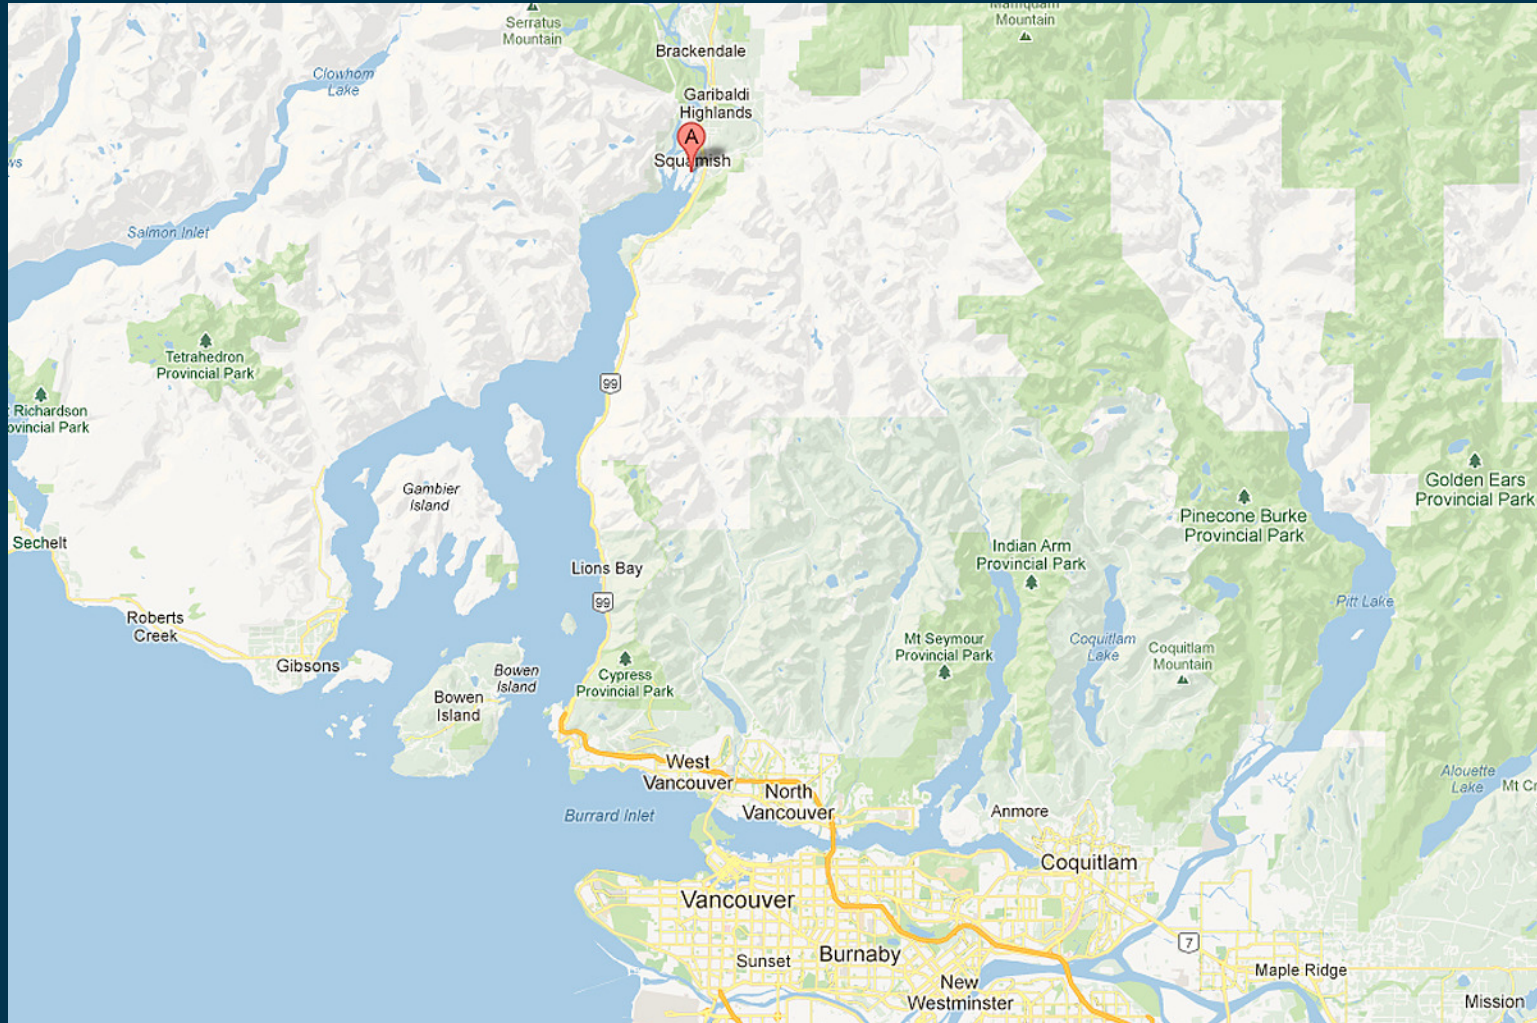 Serratus
Mountain
Mamquam
Mountain
Brackendale
Clowhom
Lake
Garibaldi
Highlands
A
Squamish
ws
Salmon Inlet
Tetrahedron
Provincial Park
99
Richardson
ovincial Park
Gambier
Island
Golden Ears
Provincial Park
Pinecone Burke
Provincial Park
Sechelt
Indian Arm
Provincial Park
Lions Bay
99
Pitt Lake
Roberts
Creek
Mt Seymour
Provincial Park
Coquitlam
Lake
Coquitlam
Mountain
Gibsons
Bowen
Island
Cypress
Provincial Park
Bowen
Island
West
Vancouver
North
Vancouver
Alouette
Lake
Mt Cr
Burrard Inlet
Anmore
Coquitlam
Vancouver
7
Burnaby
Sunset
Maple Ridge
New
Westminster
Mission